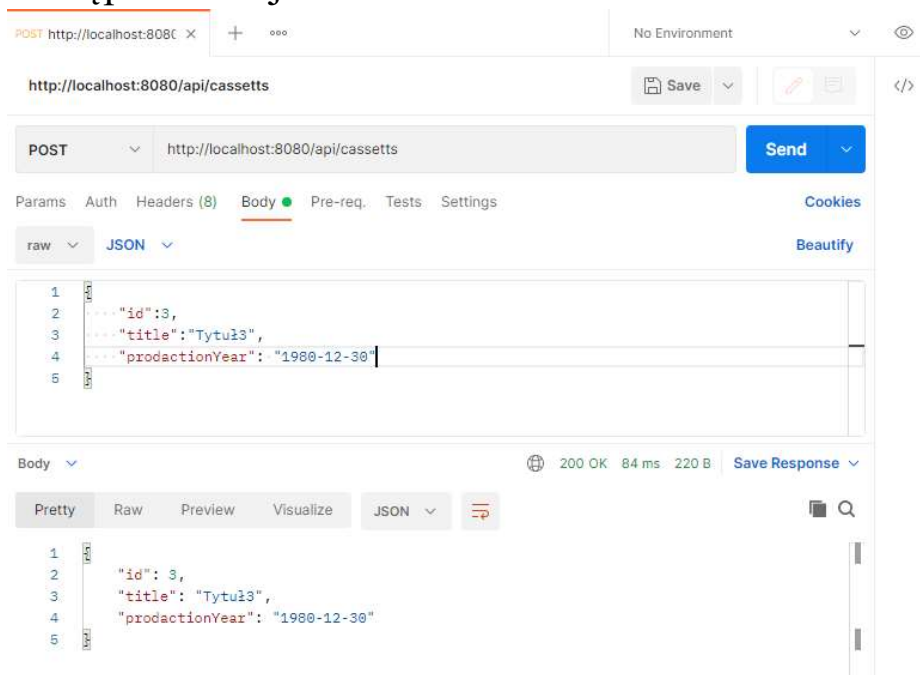 POST http://localhost:8080
No Environment
http://localhost:8080/api/cassetts
Save
</>
POST http://localhost:8080/api/cassetts Send
Params Auth Headers (8) Body Pre-req. Tests Settings Cookies
raw JSON Beautify
1 {
2 "id":3,
3 "title":"Tytuł3",
4 "prodactionYear": "1980-12-30"
5 }
Body 200 OK 84 ms 220 B Save Response
Pretty Raw Preview Visualize JSON
1 {
2 "id": 3,
3 "title": "Tytuł3",
4 "prodactionYear": "1980-12-30"
5 }